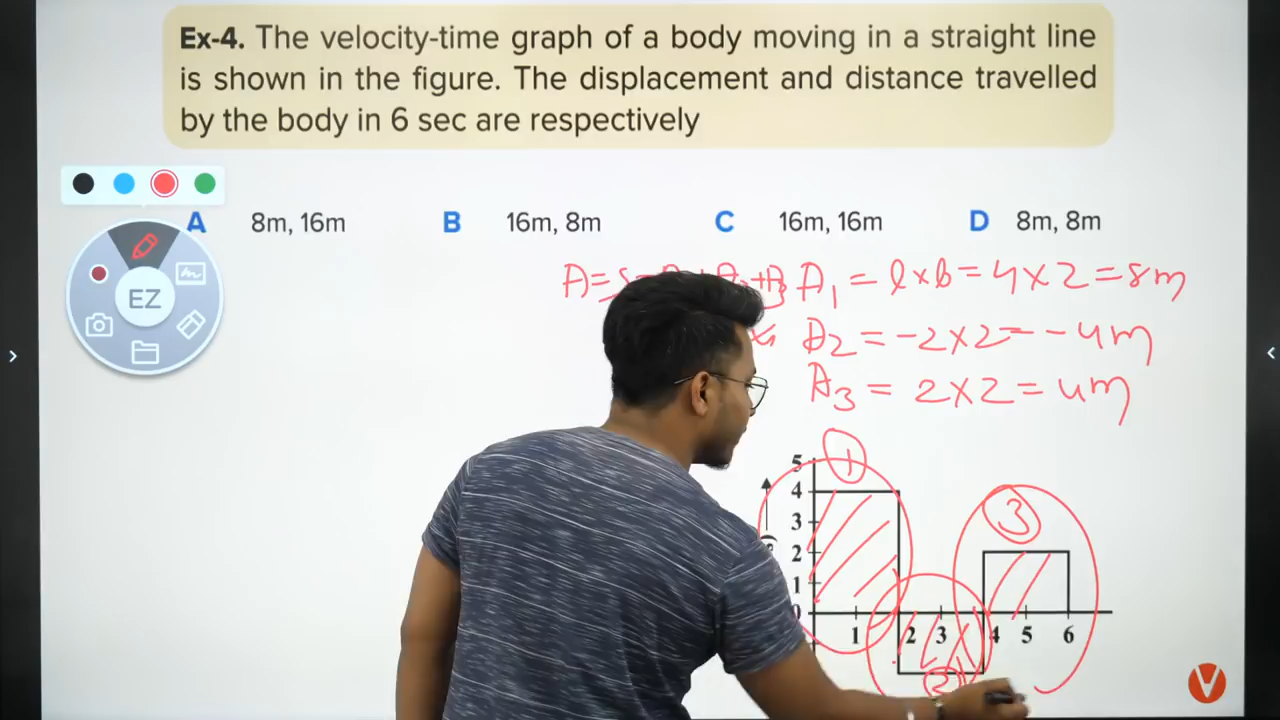 Ex-4. The velocity-time graph of a body moving in a straight line
is shown in the figure. The displacement and distance travelled
by the body in 6 sec are respectively
A 8m, 16m B 16m, 8m C 16m, 16m D 8m, 8m
EZ
A₁ = l×b = 4×2 = 8m
A₂ = -2×2 = -4m
A₃ = 2×2 = 4m
1
3
2
5
4
3
2
1
0
1 2 3 4 5 6
V